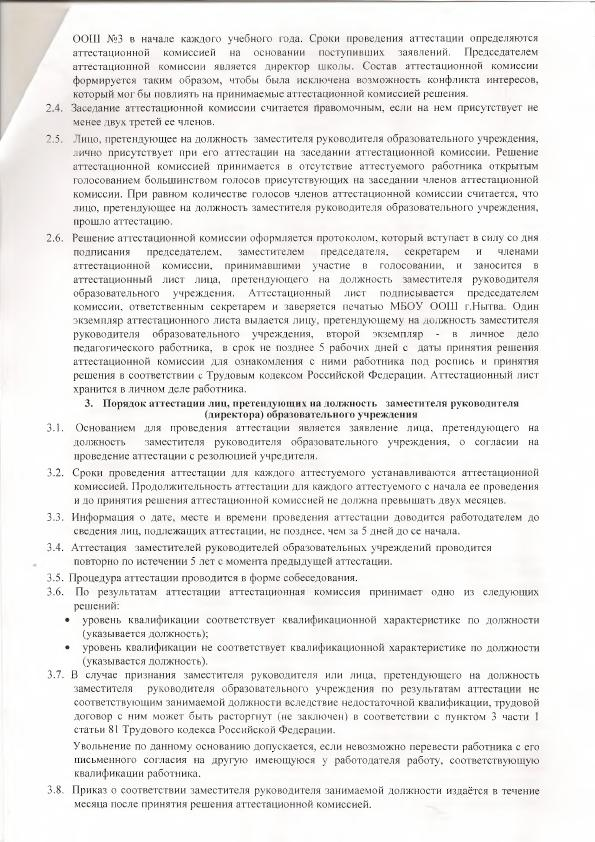 ООШ №3 в начале каждого учебного года. Сроки проведения аттестации определяются
аттестационной комиссией на основании поступивших заявлений. Председателем
аттестационной комиссии является директор школы. Состав аттестационной комиссии
формируется таким образом, чтобы была исключена возможность конфликта интересов,
который мог бы повлиять на принимаемые аттестационной комиссией решения.
2.4. Заседание аттестационной комиссии считается правомочным, если на нем присутствует не
менее двух третей ее членов.
2.5. Лицо, претендующее на должность заместителя руководителя образовательного учреждения,
лично присутствует при его аттестации на заседании аттестационной комиссии. Решение
аттестационной комиссией принимается в отсутствие аттестуемого работника открытым
голосованием большинством голосов присутствующих на заседании членов аттестационной
комиссии. При равном количестве голосов членов аттестационной комиссии считается, что
лицо, претендующее на должность заместителя руководителя образовательного учреждения,
прошло аттестацию.
2.6. Решение аттестационной комиссии оформляется протоколом, который вступает в силу со дня
подписания председателем, заместителем председателя, секретарем и членами
аттестационной комиссии, принимавшими участие в голосовании, и заносится в
аттестационный лист лица, претендующего на должность заместителя руководителя
образовательного учреждения. Аттестационный лист подписывается председателем
комиссии, ответственным секретарем и заверяется печатью МБОУ ООШ г.Нытва. Один
экземпляр аттестационного листа выдается лицу, претендующему на должность заместителя
руководителя образовательного учреждения, второй экземпляр - в личное дело
педагогического работника, в срок не позднее 5 рабочих дней с даты принятия решения
аттестационной комиссии для ознакомления с ними работника под роспись и принятия
решения в соответствии с Трудовым кодексом Российской Федерации. Аттестационный лист
хранится в личном деле работника.
3. Порядок аттестации лиц, претендующих на должность заместителя руководителя
(директора) образовательного учреждения
3.1. Основанием для проведения аттестации является заявление лица, претендующего на
должность заместителя руководителя образовательного учреждения, о согласии на
проведение аттестации с резолюцией учредителя.
3.2. Сроки проведения аттестации для каждого аттестуемого устанавливаются аттестационной
комиссией. Продолжительность аттестации для каждого аттестуемого с начала ее проведения
и до принятия решения аттестационной комиссией не должна превышать двух месяцев.
3.3. Информация о дате, месте и времени проведения аттестации доводится работодателем до
сведения лиц, подлежащих аттестации, не позднее, чем за 5 дней до ее начала.
3.4. Аттестация заместителей руководителей образовательных учреждений проводится
повторно по истечении 5 лет с момента предыдущей аттестации.
3.5. Процедура аттестации проводится в форме собеседования.
3.6. По результатам аттестации аттестационная комиссия принимает одно из следующих
решений:
• уровень квалификации соответствует квалификационной характеристике по должности
(указывается должность);
• уровень квалификации не соответствует квалификационной характеристике по должности
(указывается должность).
3.7. В случае признания заместителя руководителя или лица, претендующего на должность
заместителя руководителя образовательного учреждения по результатам аттестации не
соответствующим занимаемой должности вследствие недостаточной квалификации, трудовой
договор с ним может быть расторгнут (не заключен) в соответствии с пунктом 3 части 1
статьи 81 Трудового кодекса Российской Федерации.
Увольнение по данному основанию допускается, если невозможно перевести работника с его
письменного согласия на другую имеющуюся у работодателя работу, соответствующую
квалификации работника.
3.8. Приказ о соответствии заместителя руководителя занимаемой должности издаётся в течение
месяца после принятия решения аттестационной комиссией.